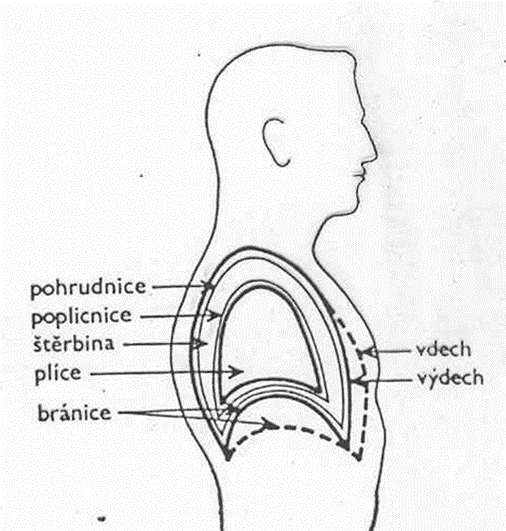 pohrudnice
poplicnice
štěrbina
plíce
bránice
vdech
výdech